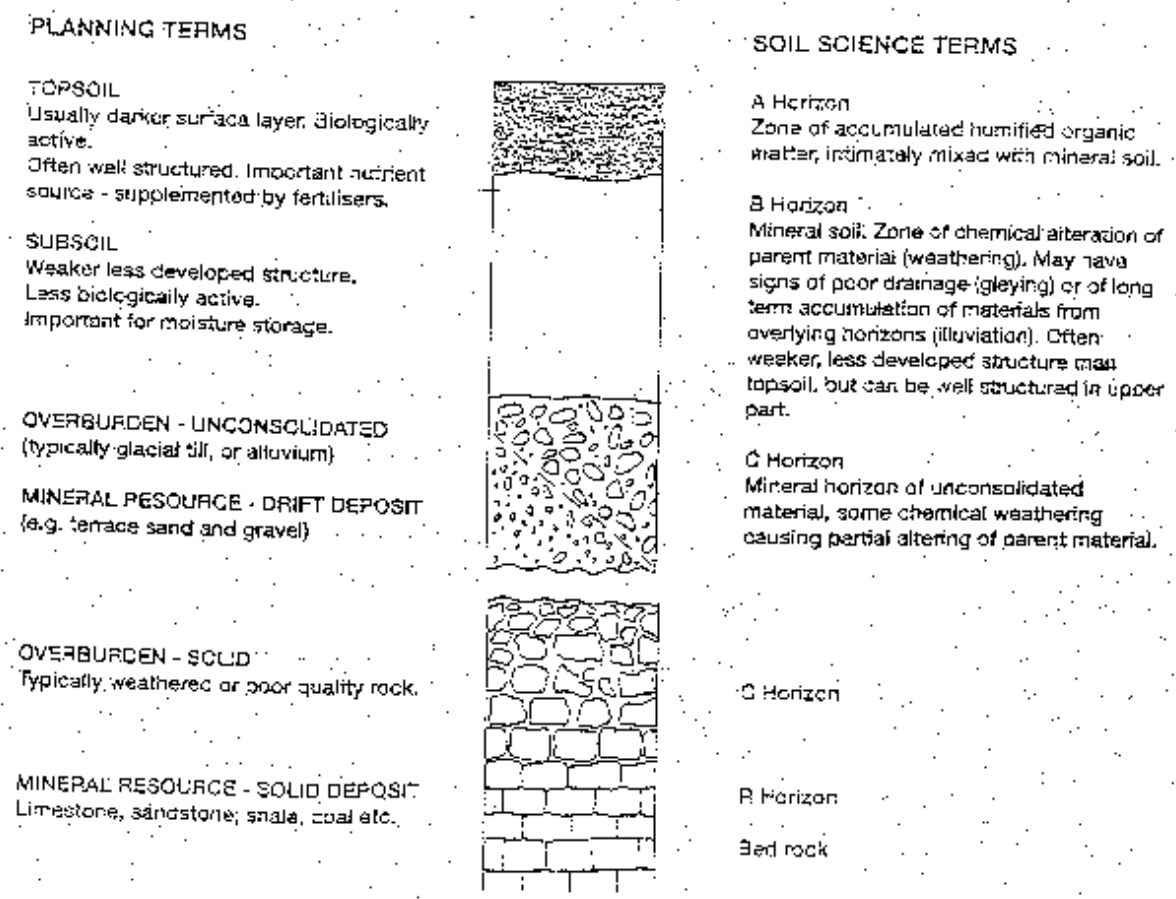 PLANNING TERMS
TOPSOIL
Usually darker surface layer. Biologically
active.
Often well structured. Important nutrient
source - supplemented by fertilisers.
SUBSOIL
Weaker less developed structure.
Less biologically active.
Important for moisture storage.
OVERBURDEN - UNCONSOLIDATED
(typically glacial till, or alluvium)
MINERAL RESOURCE - DRIFT DEPOSIT
(e.g. terrace sand and gravel)
OVERBURDEN - SOLID
Typically weathered or poor quality rock.
MINERAL RESOURCE - SOLID DEPOSIT
Limestone, sandstone, shale, coal etc.
SOIL SCIENCE TERMS
A Horizon
Zone of accumulated humified organic
matter, intimately mixed with mineral soil.
B Horizon
Mineral soil. Zone of chemical alteration of
parent material (weathering). May have
signs of poor drainage (gleying) or of long
term accumulation of materials from
overlying horizons (illuviation). Often
weaker, less developed structure than
topsoil, but can be well structured in upper
part.
C Horizon
Mineral horizon of unconsolidated
material, some chemical weathering
causing partial altering of parent material.
C Horizon
R Horizon
Bed rock